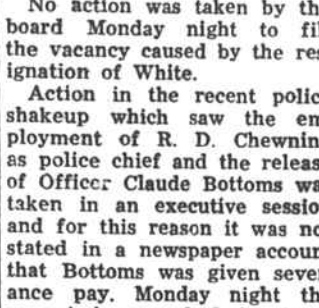 No action was taken by th
board Monday night to fil
the vacancy caused by the res
ignation of White.
Action in the recent polic
shakeup which saw the em
ployment of R. D. Chewnin
as police chief and the releas
of Officer Claude Bottoms wa
taken in an executive sessio
and for this reason it was no
stated in a newspaper accoun
that Bottoms was given sever
ance pay. Monday night th